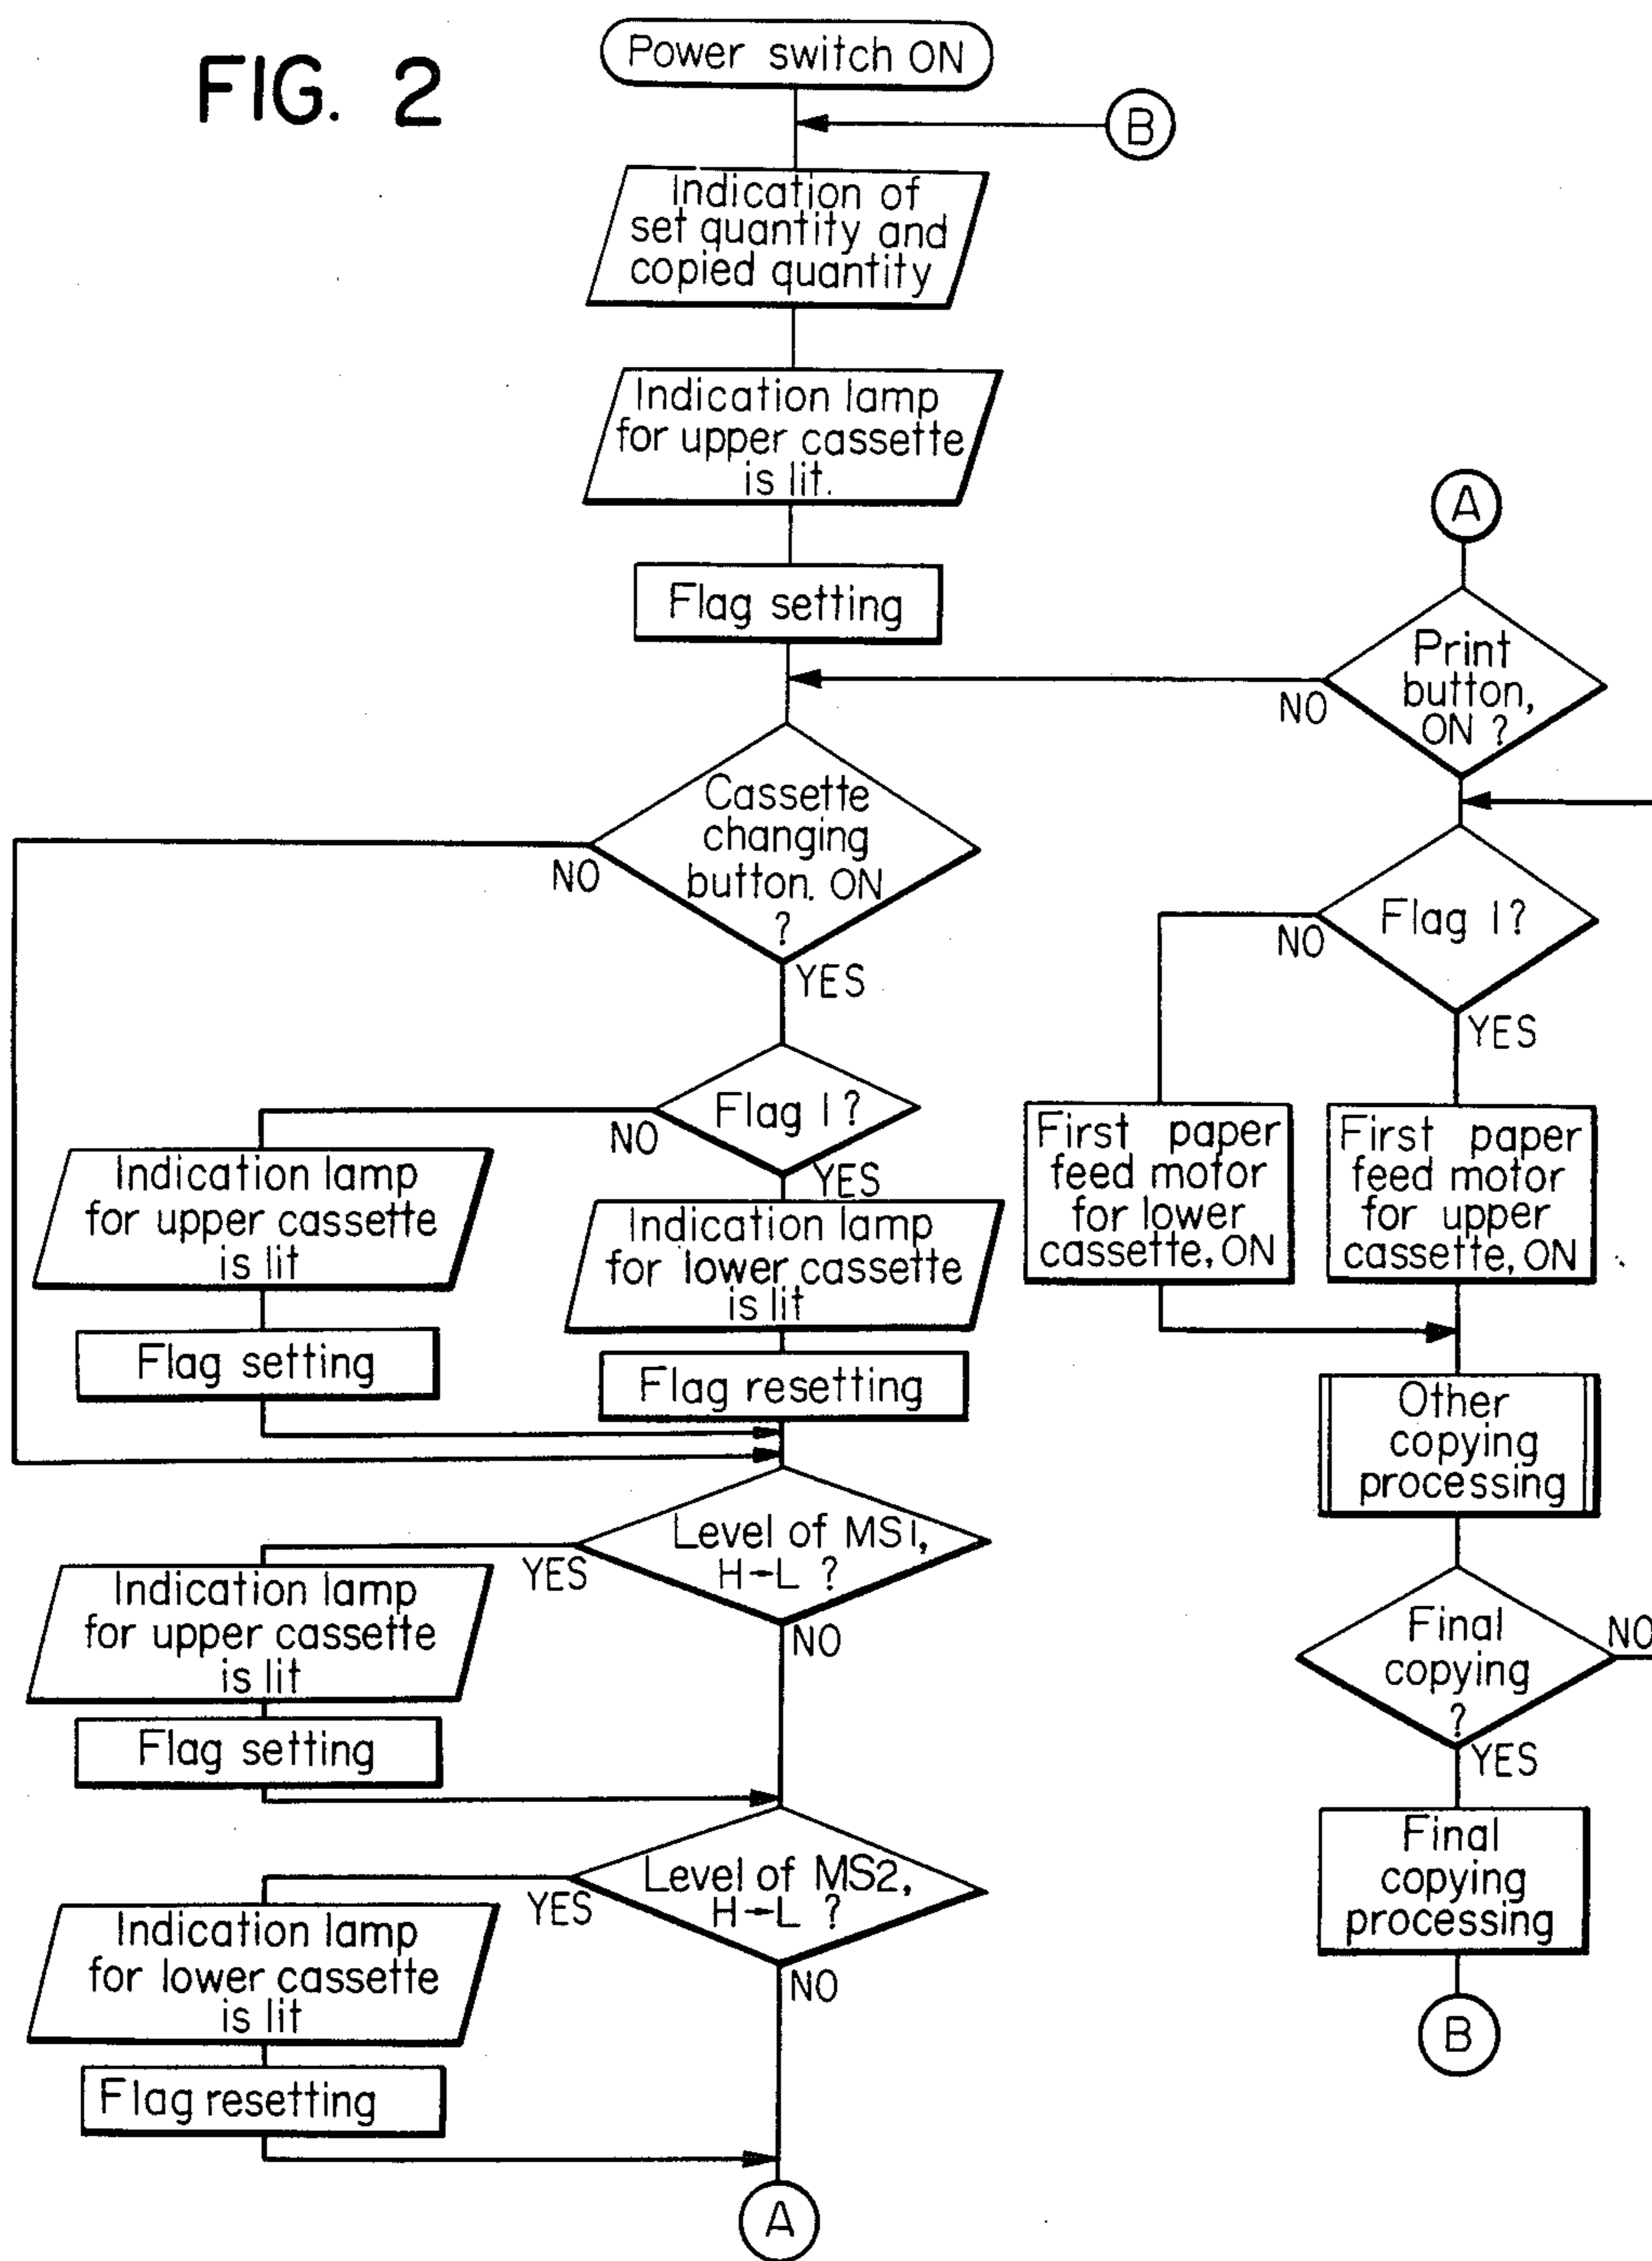 FIG. 2
Power switch ON
B
Indication of
set quantity and
copied quantity
Indication lamp
for upper cassette
is lit.
Flag setting
Cassette
changing
button. ON
?
NO
YES
Flag 1?
NO
YES
Indication lamp
for upper cassette
is lit
Flag setting
Indication lamp
for lower cassette
is lit
Flag resetting
Level of MS1,
H→L ?
YES
NO
Indication lamp
for upper cassette
is lit
Flag setting
Level of MS2,
H→L ?
YES
NO
Indication lamp
for lower cassette
is lit
Flag resetting
A
A
Print
button,
ON ?
NO
Flag 1?
NO
YES
First paper
feed motor
for lower
cassette, ON
First paper
feed motor
for upper
cassette, ON
Other
copying
processing
Final
copying
?
NO
YES
Final
copying
processing
B